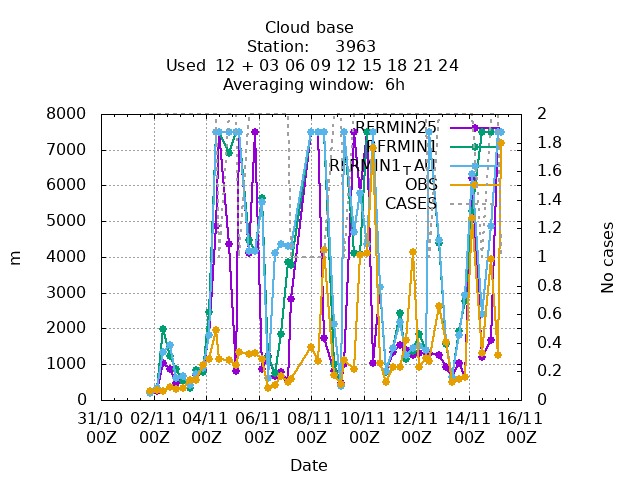 Cloud base
Station: 3963
Used 12 + 03 06 09 12 15 18 21 24
Averaging window: 6h
8000
7000
6000
5000
4000
3000
2000
1000
0
m
2
1.8
1.6
1.4
1.2
1
0.8
0.6
0.4
0.2
0
No cases
RFRMIN25
RFRMIN1
RFRMIN1+AU
OBS
CASES
31/10 02/11 04/11 06/11 08/11 10/11 12/11 14/11 16/11
00Z 00Z 00Z 00Z 00Z 00Z 00Z 00Z 00Z
Date